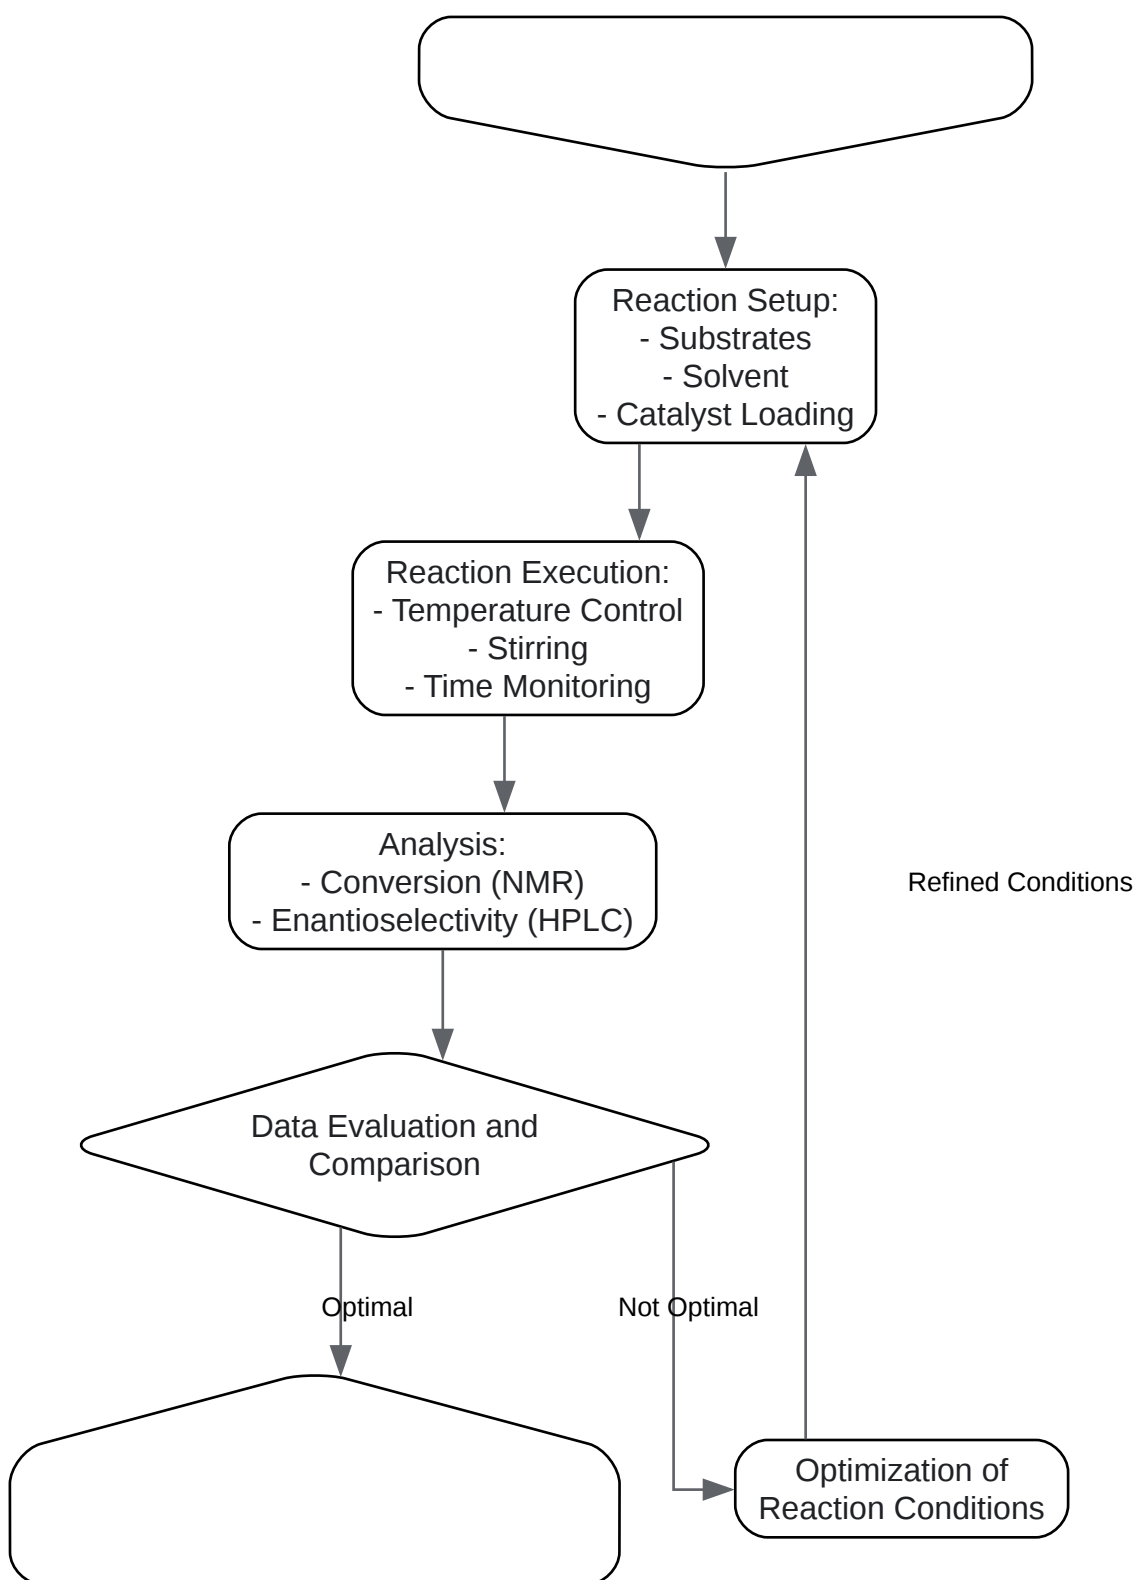 Reaction Setup:
- Substrates
- Solvent
- Catalyst Loading
Reaction Execution:
- Temperature Control
- Stirring
- Time Monitoring
Analysis:
- Conversion (NMR)
- Enantioselectivity (HPLC)
Refined Conditions
Data Evaluation and
Comparison
Optimal
Not Optimal
Optimization of
Reaction Conditions